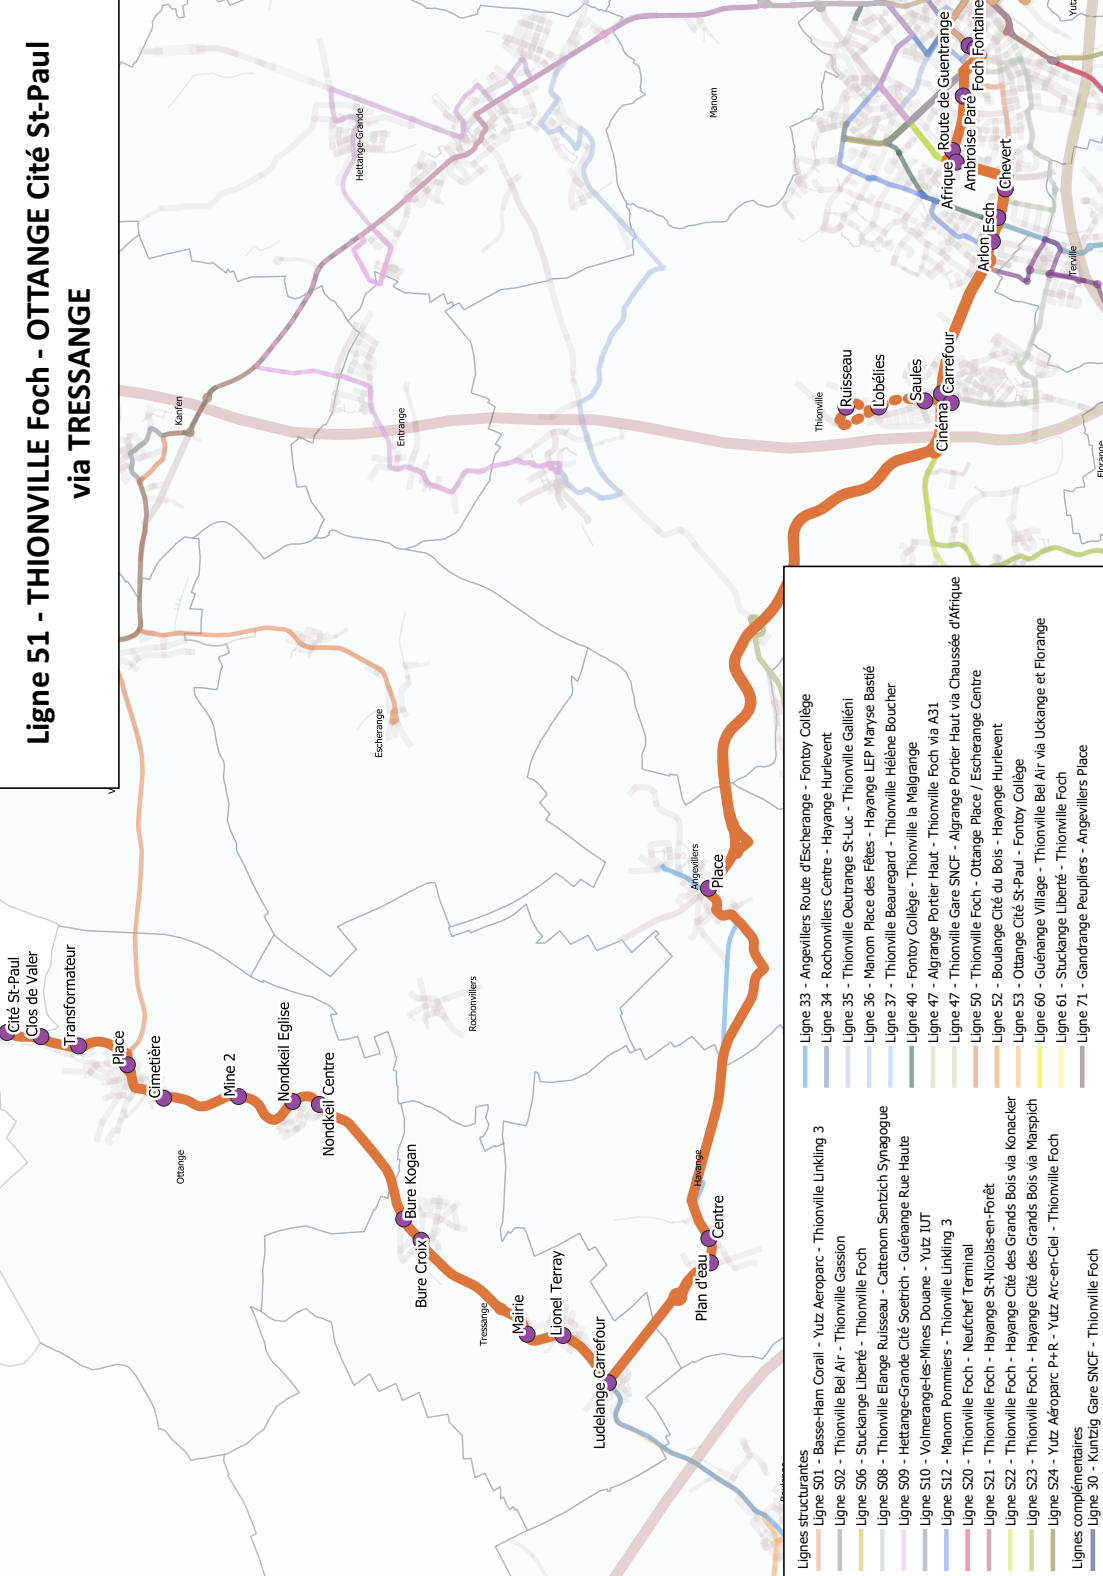 Ligne 51 - THIONVILLE Foch - OTTANGE Cité St-Paul
via TRESSANGE
Cité St-Paul
Clos de Valer
Transformateur
Place
Cimetière
Mine 2
Nondkeil Eglise
Nondkeil Centre
Ottange
Bure Kogan
Bure Croix
Tressange
Mairie
Lionel Terray
Ludelange Carrefour
Plan d'eau
Centre
Havange
Rochonvillers
Angevillers
Place
Escherange
Kanfen
Entrange
Hettange-Grande
Manom
Thionville
Ruisseau
Lobélies
Saules
Cinéma
Carrefour
Arlon
Esch
Chevert
Afrique
Route de Guentrange
Ambroise Paré
Foch Fontaine
Terville
Florange
Lignes structurantes
Ligne S01 - Basse-Ham Corail - Yutz Aeroparc - Thionville Linkling 3
Ligne S02 - Thionville Bel Air - Thionville Gassion
Ligne S06 - Stuckange Liberté - Thionville Foch
Ligne S08 - Thionville Elange Ruisseau - Cattenom Sentzich Synagogue
Ligne S09 - Hettange-Grande Cité Soetrich - Guénange Rue Haute
Ligne S10 - Volmerange-les-Mines Douane - Yutz IUT
Ligne S12 - Manom Pommiers - Thionville Linkling 3
Ligne S20 - Thionville Foch - Neufchef Terminal
Ligne S21 - Thionville Foch - Hayange St-Nicolas-en-Forêt
Ligne S22 - Thionville Foch - Hayange Cité des Grands Bois via Konacker
Ligne S23 - Thionville Foch - Hayange Cité des Grands Bois via Marspich
Ligne S24 - Yutz Aéroparc P+R - Yutz Arc-en-Ciel - Thionville Foch
Lignes complémentaires
Ligne 30 - Kuntzig Gare SNCF - Thionville Foch
Ligne 33 - Angevillers Route d'Escherange - Fontoy Collège
Ligne 34 - Rochonvillers Centre - Hayange Hurlevent
Ligne 35 - Thionville Oeutrange St-Luc - Thionville Galliéni
Ligne 36 - Manom Place des Fêtes - Hayange LEP Maryse Bastié
Ligne 37 - Thionville Beauregard - Thionville Hélène Boucher
Ligne 40 - Fontoy Collège - Thionville la Malgrange
Ligne 47 - Algrange Portier Haut - Thionville Foch via A31
Ligne 47 - Thionville Gare SNCF - Algrange Portier Haut via Chaussée d'Afrique
Ligne 50 - Thionville Foch - Ottange Place / Escherange Centre
Ligne 52 - Boulange Cité du Bois - Hayange Hurlevent
Ligne 53 - Ottange Cité St-Paul - Fontoy Collège
Ligne 60 - Guénange Village - Thionville Bel Air via Uckange et Florange
Ligne 61 - Stuckange Liberté - Thionville Foch
Ligne 71 - Gandrange Peupliers - Angevillers Place